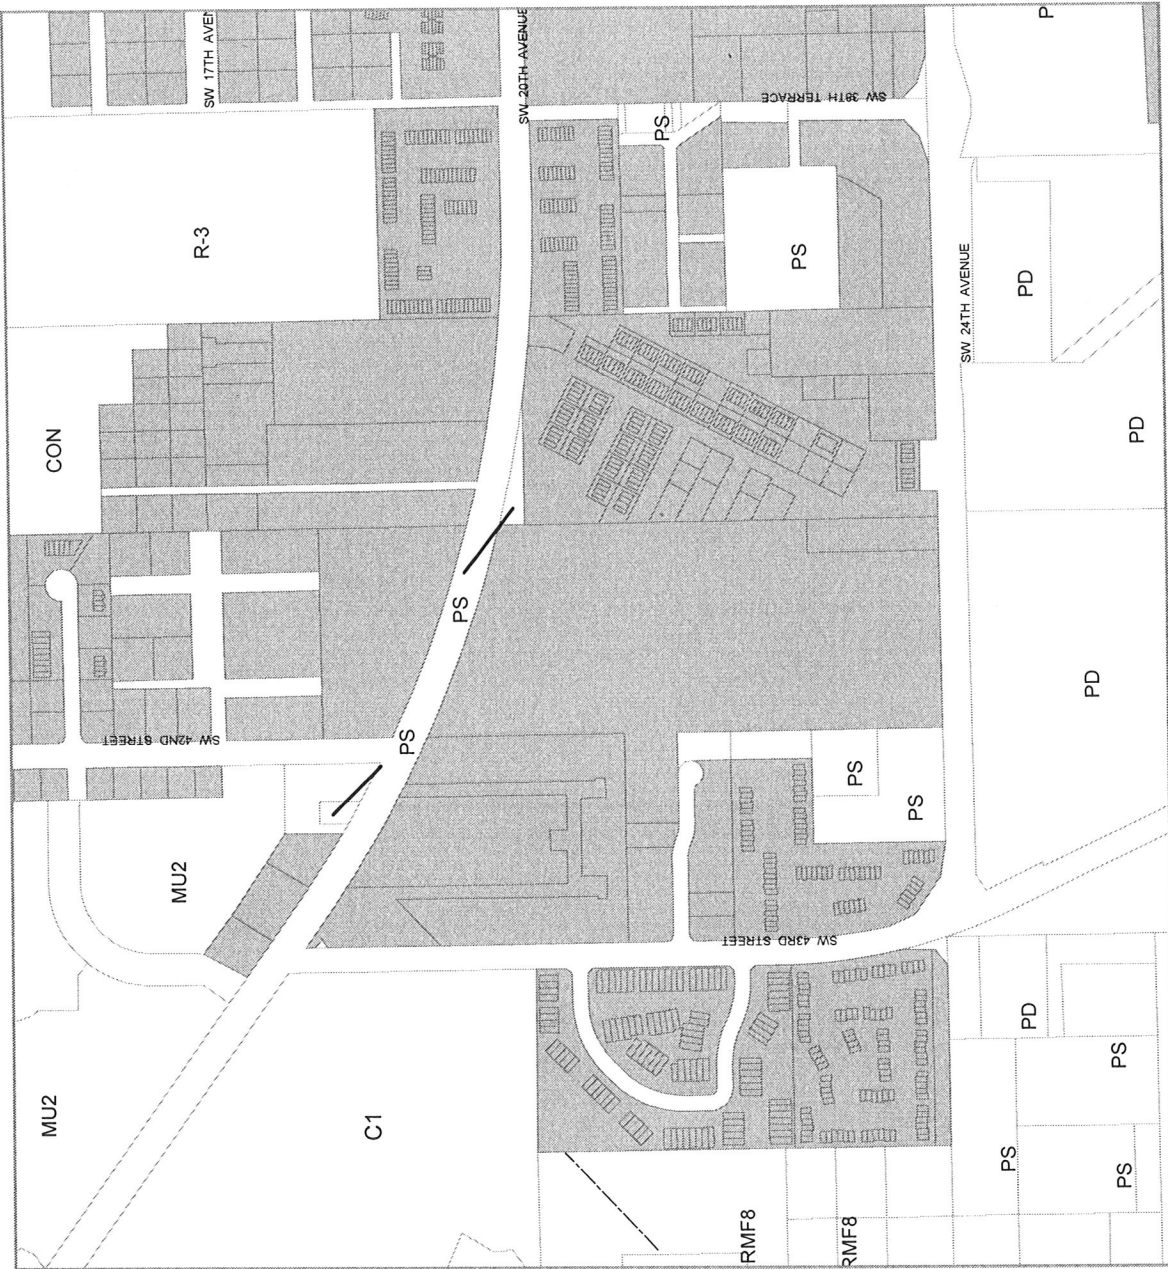 SW 17TH AVEN
SW 20TH AVENUE
P
SW 38TH TERRACE
PS
R-3
PS
SW 24TH AVENUE
PD
CON
PD
PS
PD
SW 42ND STREET
PS
PS
PS
MU2
SW 43RD STREET
MU2
C1
PD
PS
PS
PS
RMF8
RMF8